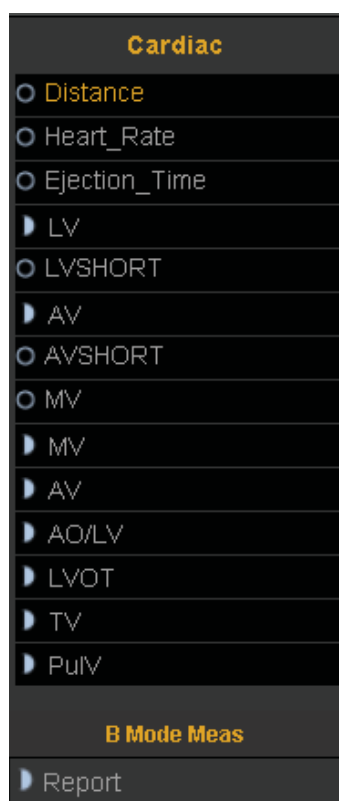 Cardiac
Distance
Heart_Rate
Ejection_Time
LV
LVSHORT
AV
AVSHORT
MV
MV
AV
AO/LV
LVOT
TV
PulV
B Mode Meas
Report